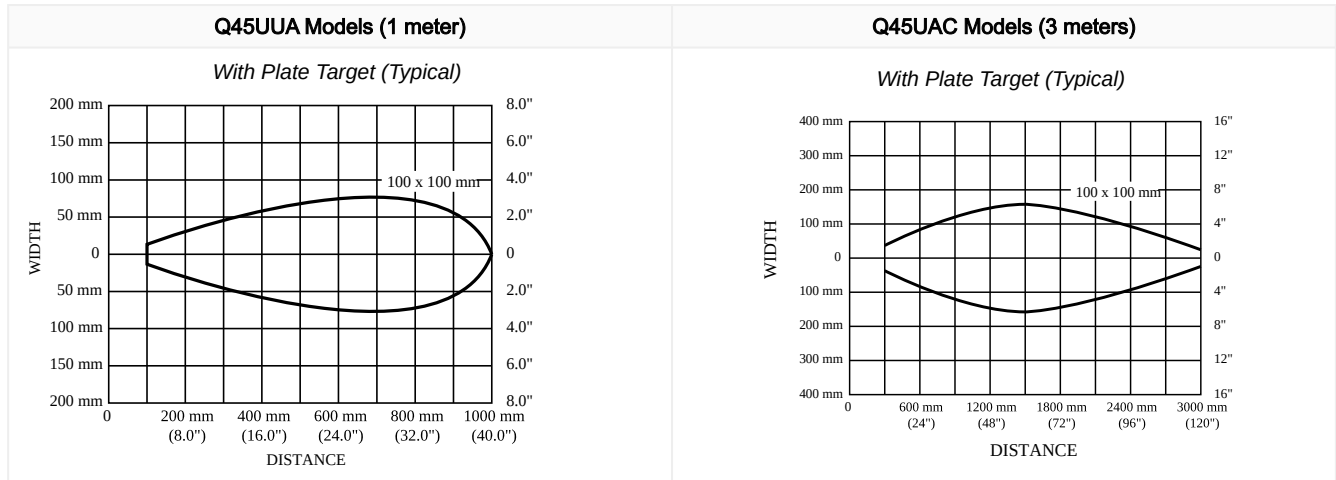 Q45UUA Models (1 meter)
With Plate Target (Typical)
200 mm
150 mm
100 mm
50 mm
0
50 mm
100 mm
150 mm
200 mm
WIDTH
8.0"
6.0"
4.0"
2.0"
0
2.0"
4.0"
6.0"
8.0"
100 x 100 mm
0 200 mm 400 mm 600 mm 800 mm 1000 mm
(8.0") (16.0") (24.0") (32.0") (40.0")
DISTANCE
Q45UAC Models (3 meters)
With Plate Target (Typical)
400 mm
300 mm
200 mm
100 mm
0
100 mm
200 mm
300 mm
400 mm
WIDTH
16"
12"
8"
4"
0
4"
8"
12"
16"
100 x 100 mm
0 600 mm 1200 mm 1800 mm 2400 mm 3000 mm
(24") (48") (72") (96") (120")
DISTANCE